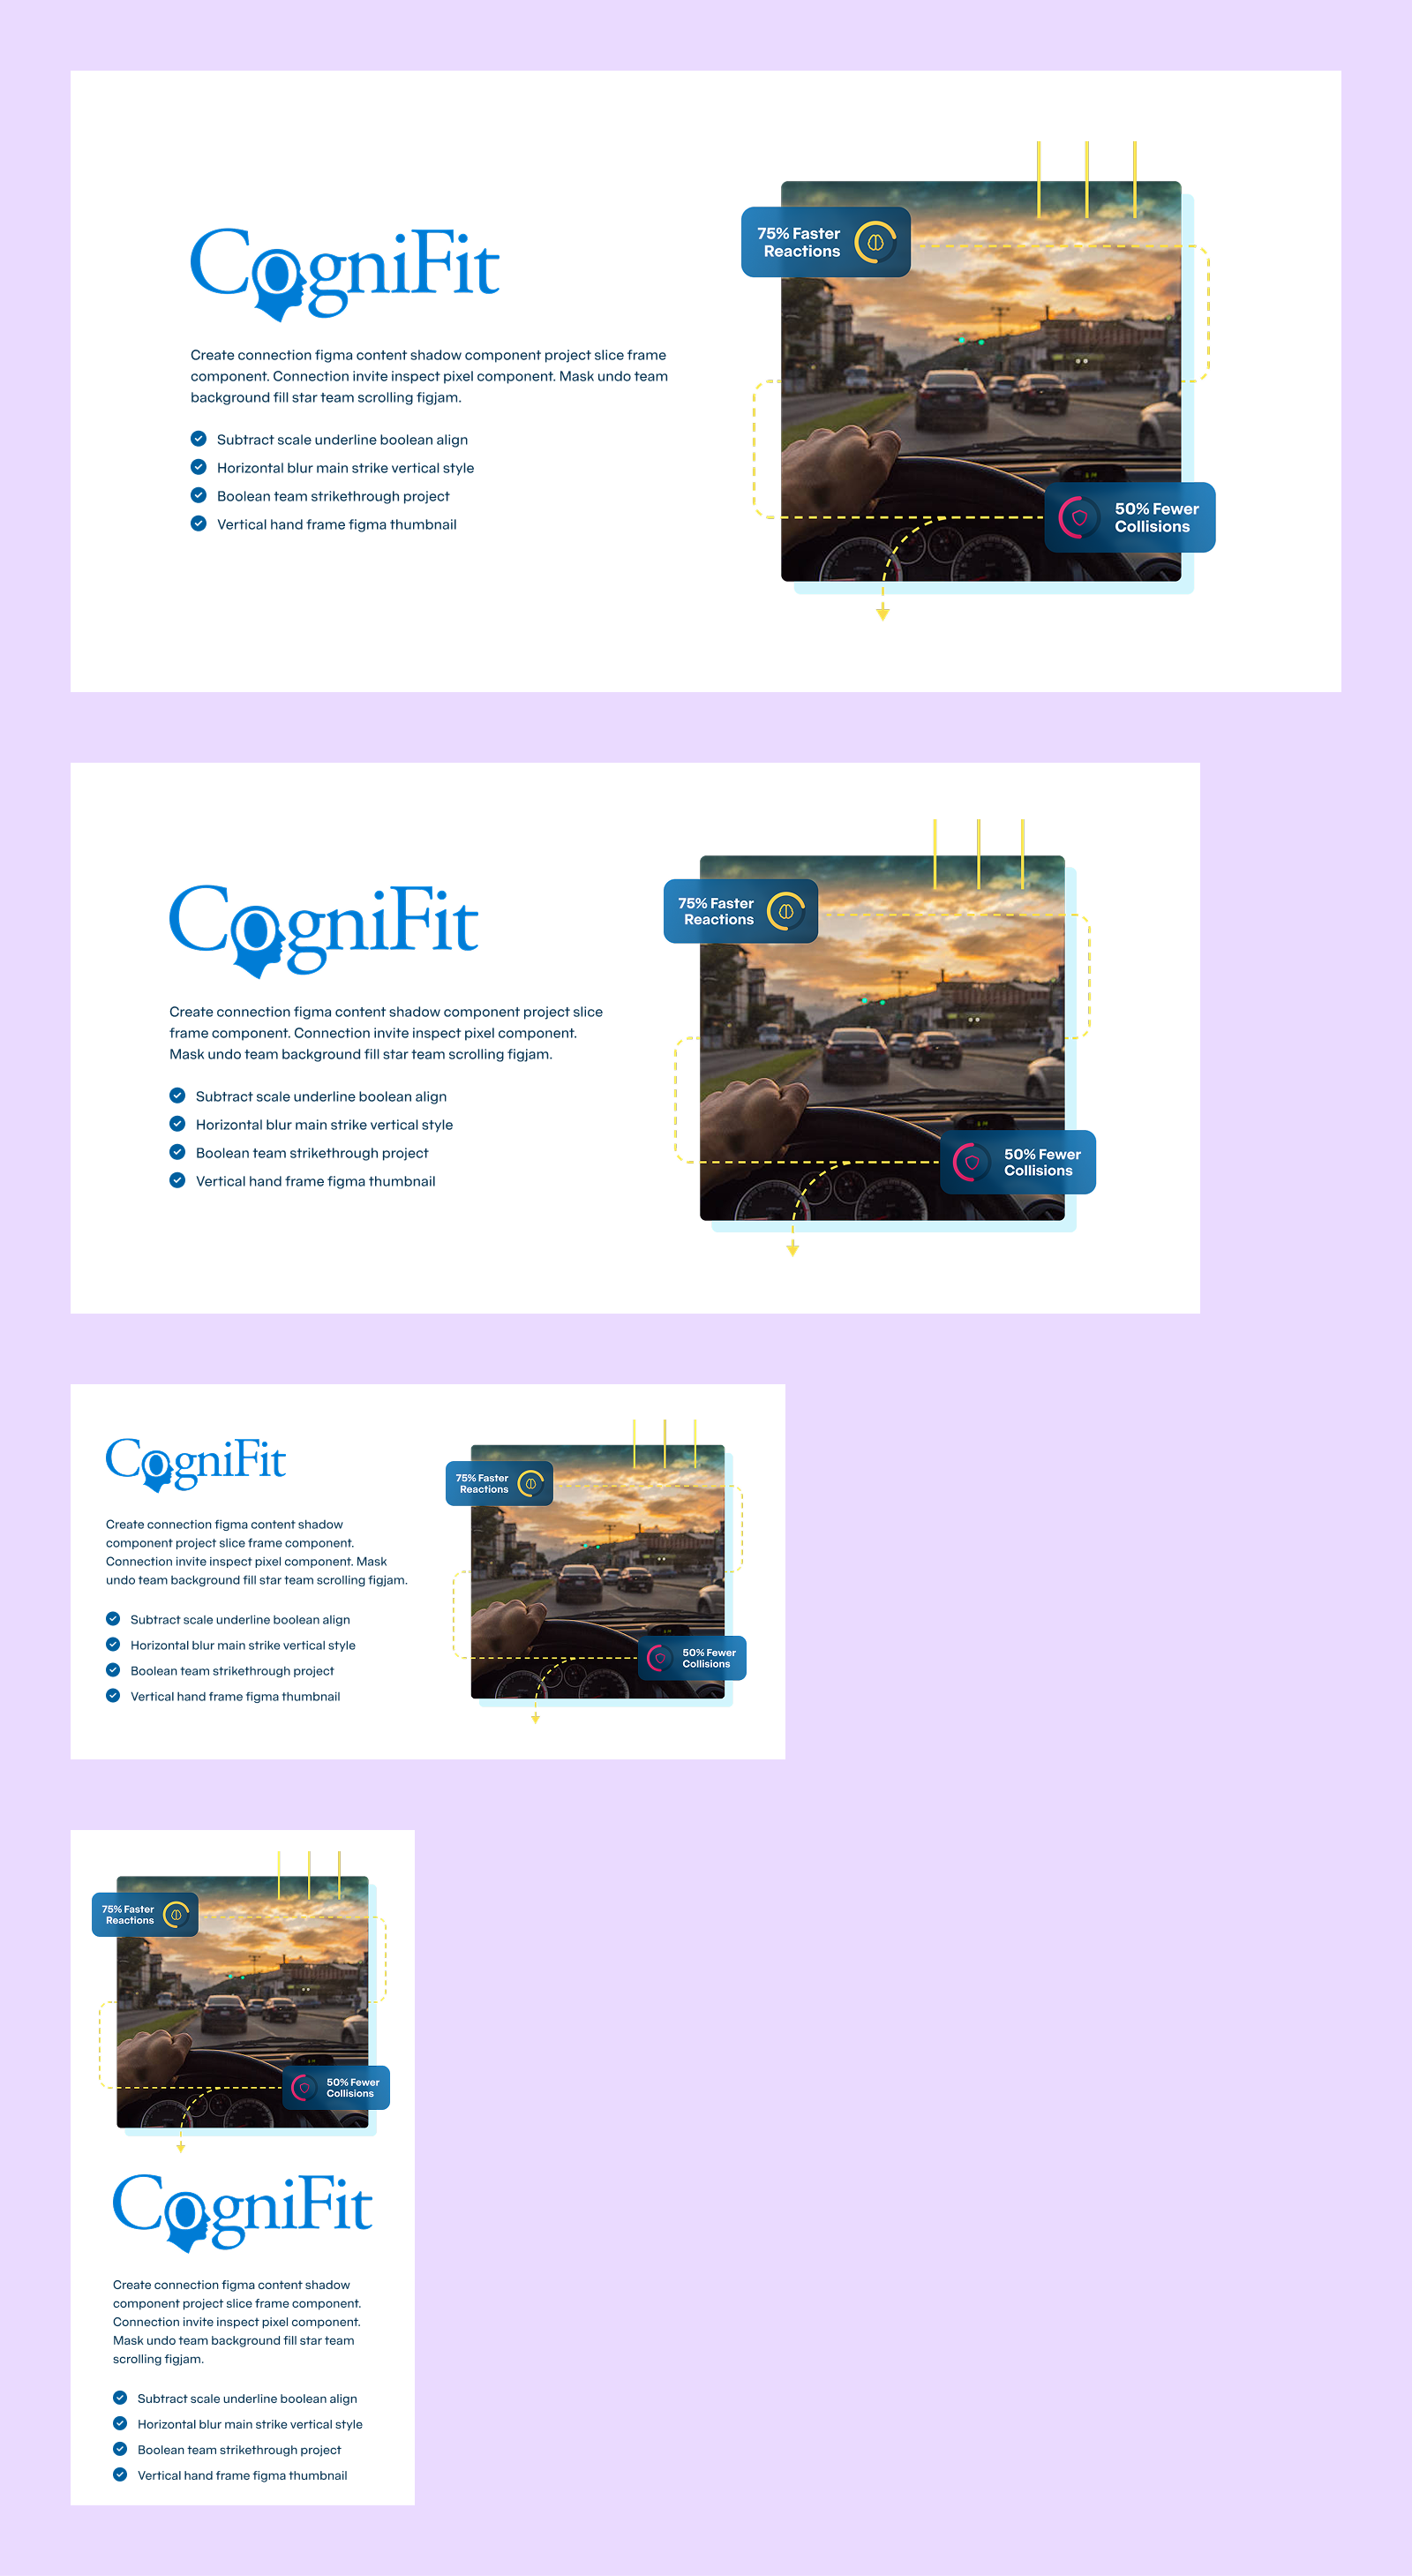 CogniFit
Create connection figma content shadow component project slice frame
component. Connection invite inspect pixel component. Mask undo team
background fill star team scrolling figjam.
Subtract scale underline boolean align
Horizontal blur main strike vertical style
Boolean team strikethrough project
Vertical hand frame figma thumbnail
75% Faster
Reactions
50% Fewer
Collisions
CogniFit
Create connection figma content shadow component project slice
frame component. Connection invite inspect pixel component.
Mask undo team background fill star team scrolling figjam.
Subtract scale underline boolean align
Horizontal blur main strike vertical style
Boolean team strikethrough project
Vertical hand frame figma thumbnail
75% Faster
Reactions
50% Fewer
Collisions
CogniFit
Create connection figma content shadow
component project slice frame component.
Connection invite inspect pixel component. Mask
undo team background fill star team scrolling figjam.
Subtract scale underline boolean align
Horizontal blur main strike vertical style
Boolean team strikethrough project
Vertical hand frame figma thumbnail
75% Faster
Reactions
50% Fewer
Collisions
75% Faster
Reactions
50% Fewer
Collisions
CogniFit
Create connection figma content shadow
component project slice frame component.
Connection invite inspect pixel component.
Mask undo team background fill star team
scrolling figjam.
Subtract scale underline boolean align
Horizontal blur main strike vertical style
Boolean team strikethrough project
Vertical hand frame figma thumbnail